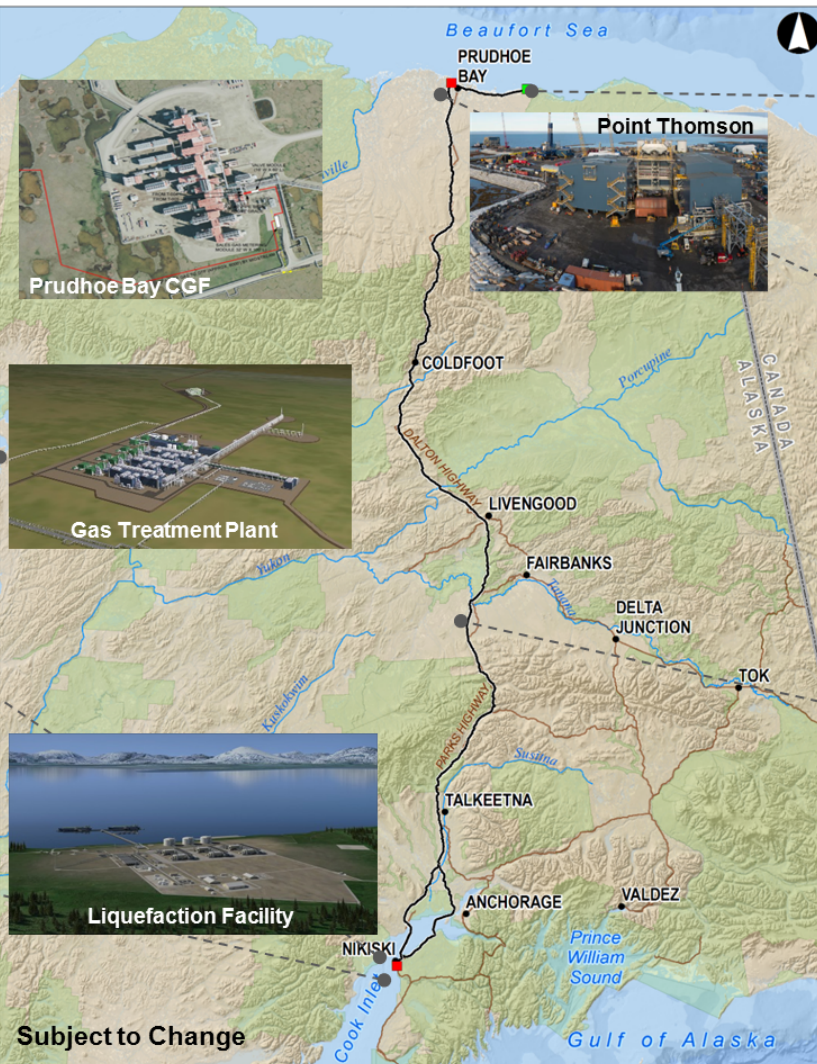 Beaufort Sea
PRUDHOE
BAY
Point Thomson
ville
Prudhoe Bay CGF
COLDFOOT
Porcupine
CANADA
ALASKA
DALTON HIGHWAY
LIVENGOOD
Gas Treatment Plant
Yukon
FAIRBANKS
Tanana
DELTA
JUNCTION
TOK
Kuskokwim
PARKS HIGHWAY
Susitna
TALKEETNA
Liquefaction Facility
ANCHORAGE
VALDEZ
NIKISKI
Prince
William
Sound
Cook Inlet
Subject to Change
Gulf of Alaska